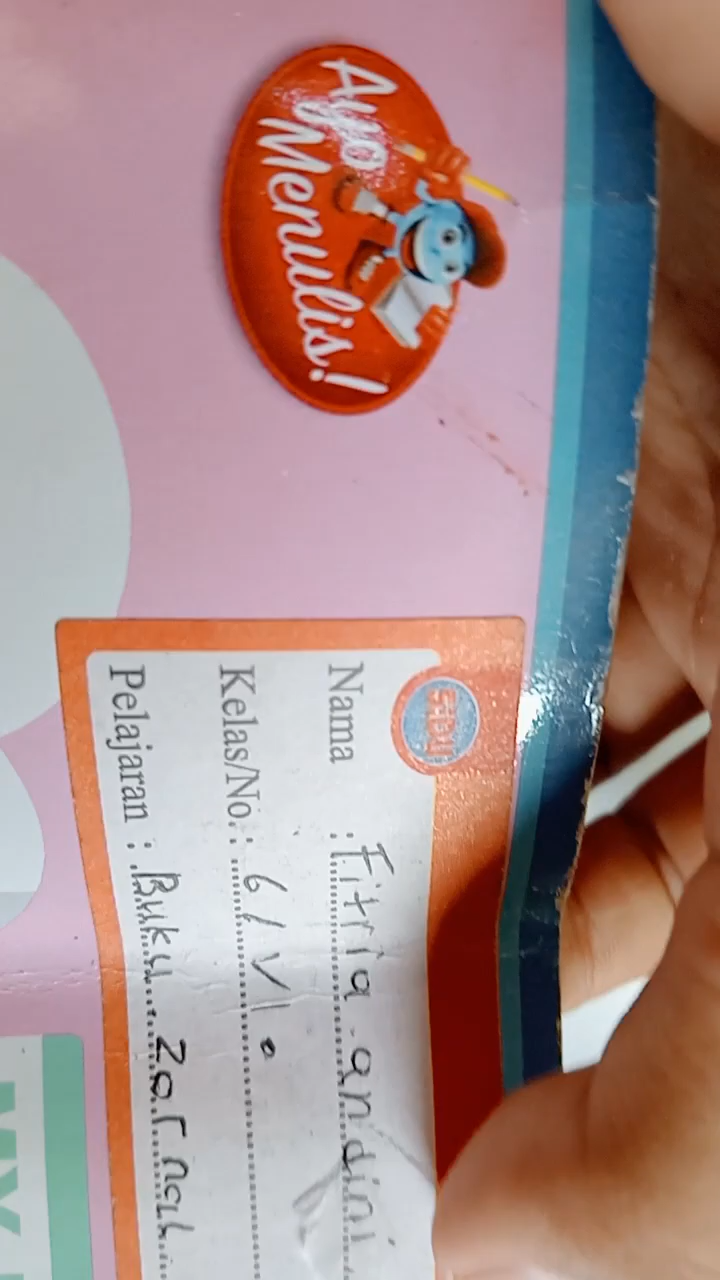 Ayo
Menulis!
SIDU
Nama : Fitria andini
Kelas/No. : 6 / VI.
Pelajaran : Buku